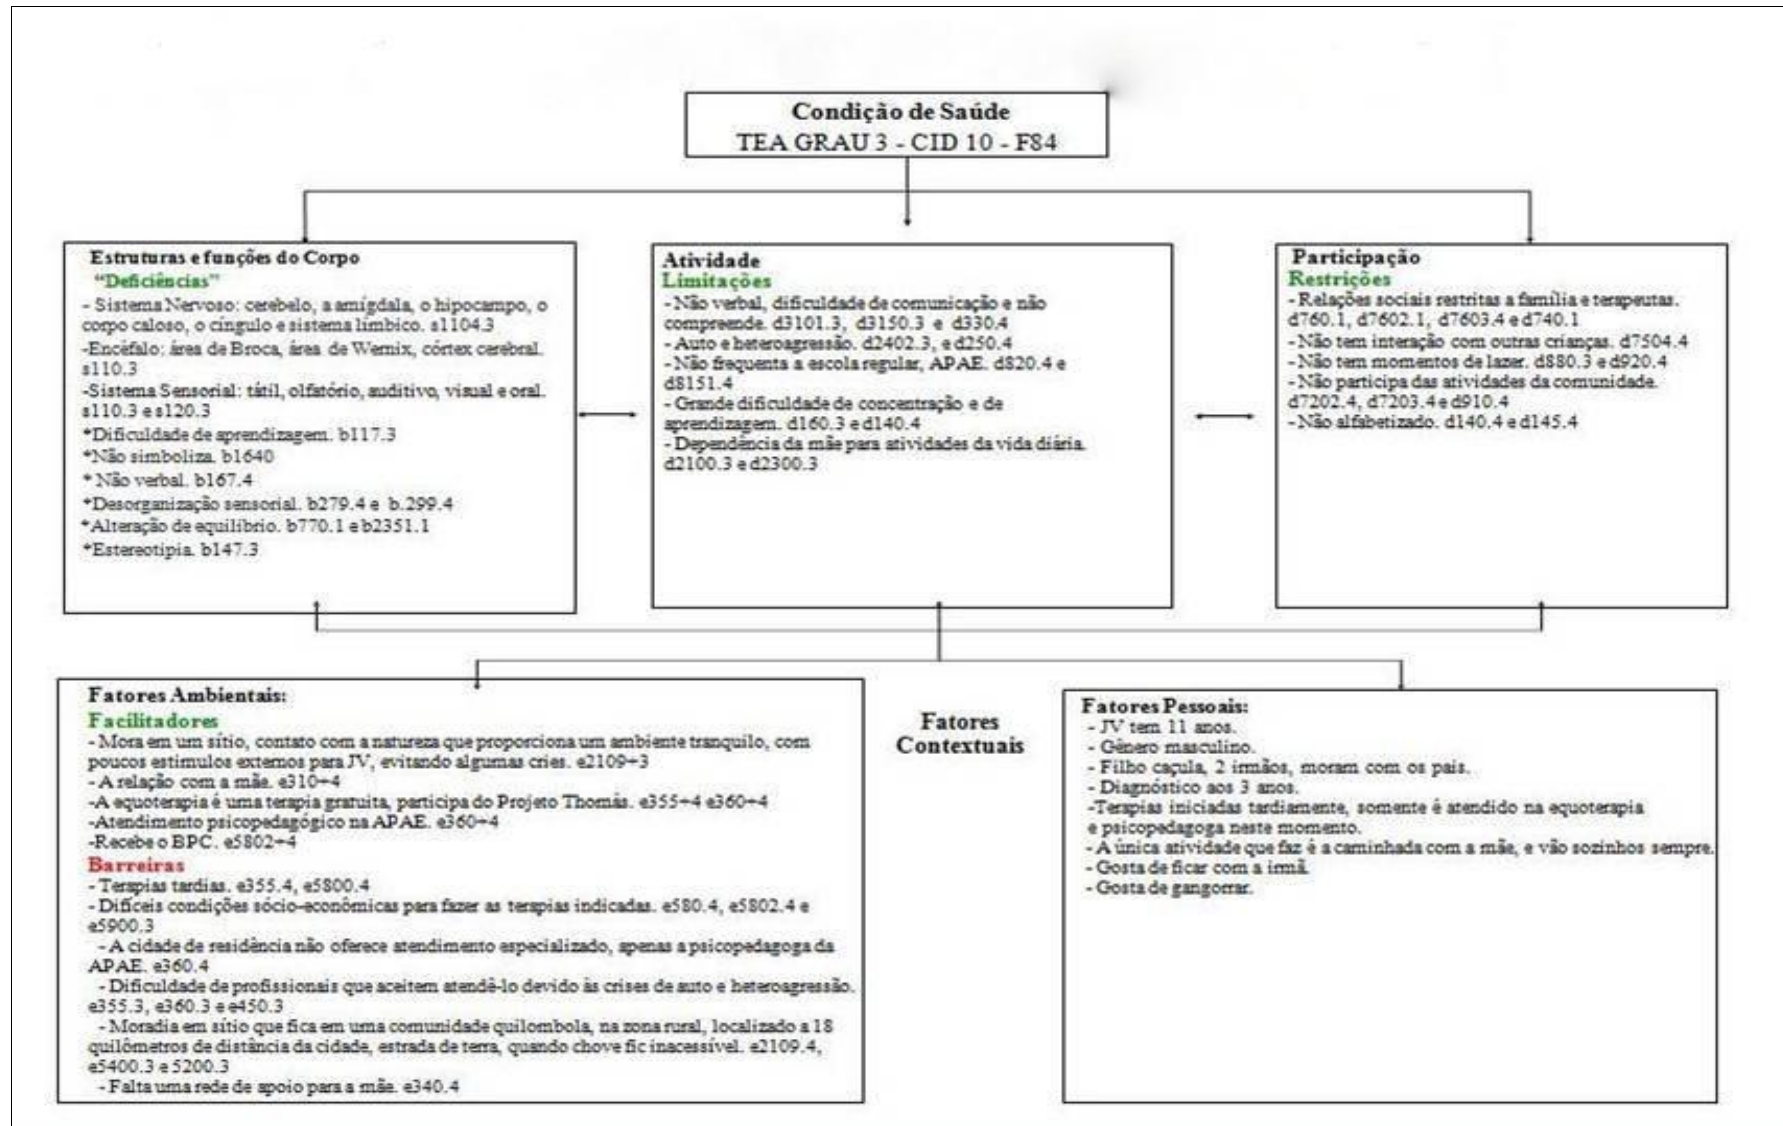 Condição de Saúde
TEA GRAU 3 - CID 10 - F84
Estruturas e funções do Corpo
“Deficiências”
- Sistema Nervoso: cerebelo, a amígdala, o hipocampo, o
corpo caloso, o cíngulo e sistema límbico. s1104.3
-Encéfalo: área de Broca, área de Wernix, córtex cerebral.
s110.3
-Sistema Sensorial: tátil, olfatório, auditivo, visual e oral.
s110.3 e s120.3
*Dificuldade de aprendizagem. b117.3
*Não simboliza. b1640
* Não verbal. b167.4
*Desorganização sensorial. b279.4 e b.299.4
*Alteração de equilíbrio. b770.1 e b2351.1
*Estereotipia. b147.3
Atividade
Limitações
- Não verbal, dificuldade de comunicação e não
compreende. d3101.3, d3150.3 e d330.4
- Auto e heteroagressão. d2402.3, e d250.4
- Não frequenta a escola regular, APAE. d820.4 e
d8151.4
- Grande dificuldade de concentração e de
aprendizagem. d160.3 e d140.4
- Dependência da mãe para atividades da vida diária.
d2100.3 e d2300.3
Participação
Restrições
- Relações sociais restritas a família e terapeutas.
d760.1, d7602.1, d7603.4 e d740.1
- Não tem interação com outras crianças. d7504.4
- Não tem momentos de lazer. d880.3 e d920.4
- Não participa das atividades da comunidade.
d7202.4, d7203.4 e d910.4
- Não alfabetizado. d140.4 e d145.4
Fatores Ambientais:
Facilitadores
- Mora em um sítio, contato com a natureza que proporciona um ambiente tranquilo, com
poucos estímulos externos para JV, evitando algumas cries. e2109+3
- A relação com a mãe. e310+4
-A equoterapia é uma terapia gratuita, participa do Projeto Thomás. e355+4 e360+4
-Atendimento psicopedagógico na APAE. e360+4
-Recebe o BPC. e5802+4
Barreiras
- Terapias tardias. e355.4, e5800.4
- Difíceis condições sócio-econômicas para fazer as terapias indicadas. e580.4, e5802.4 e
e5900.3
- A cidade de residência não oferece atendimento especializado, apenas a psicopedagoga da
APAE. e360.4
- Dificuldade de profissionais que aceitem atendê-lo devido às crises de auto e heteroagressão.
e355.3, e360.3 e e450.3
- Moradia em sítio que fica em uma comunidade quilombola, na zona rural, localizado a 18
quilômetros de distância da cidade, estrada de terra, quando chove fic inacessível. e2109.4,
e5400.3 e 5200.3
- Falta uma rede de apoio para a mãe. e340.4
Fatores
Contextuais
Fatores Pessoais:
- JV tem 11 anos.
- Gênero masculino.
- Filho caçula, 2 irmãos, moram com os pais.
- Diagnóstico aos 3 anos.
-Terapias iniciadas tardiamente, somente é atendido na equoterapia
e psicopedagoga neste momento.
- A única atividade que faz é a caminhada com a mãe, e vão sozinhos sempre.
- Gosta de ficar com a irmã.
- Gosta de gangorrar.